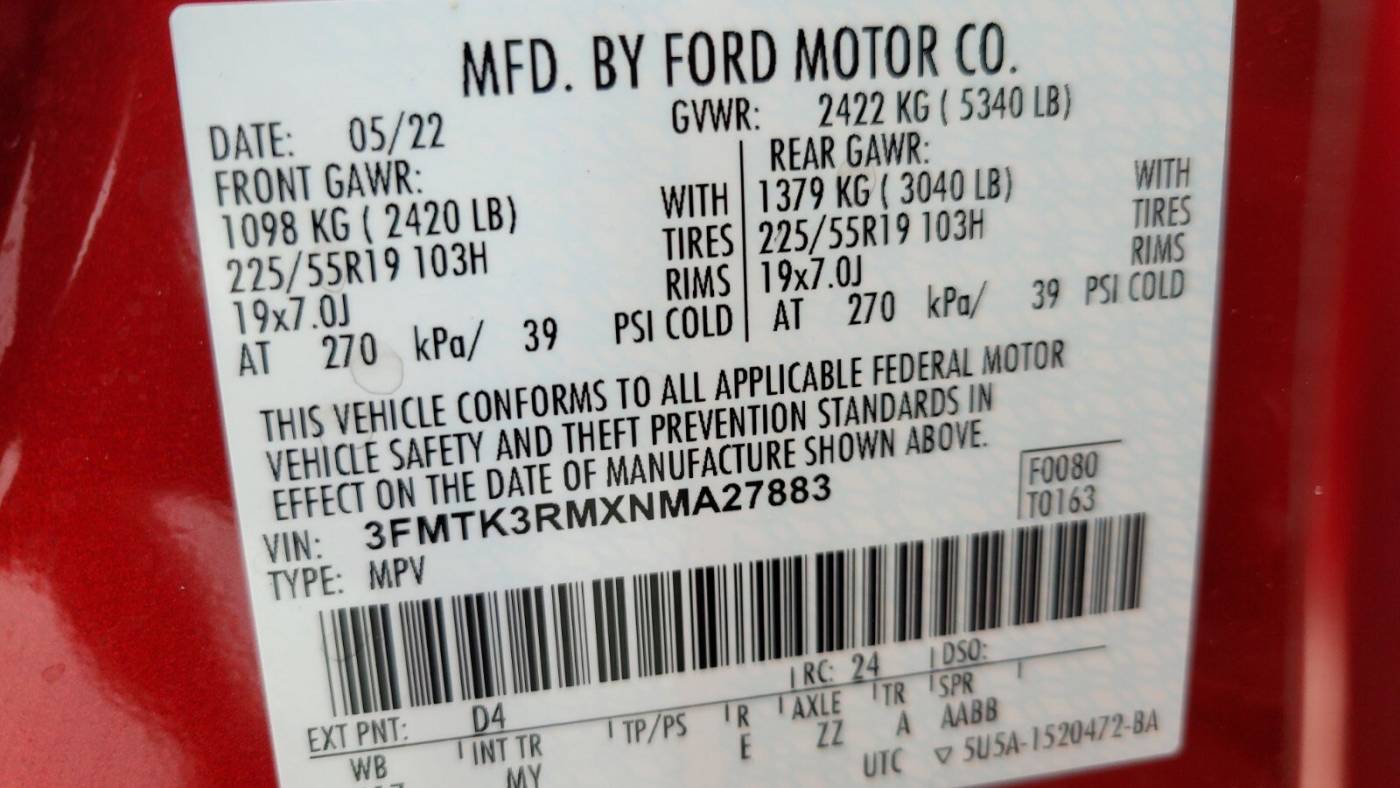 MFD. BY FORD MOTOR CO.
DATE: 05/22 GVWR: 2422 KG ( 5340 LB)
FRONT GAWR: REAR GAWR:
1098 KG ( 2420 LB) WITH 1379 KG ( 3040 LB) WITH
225/55R19 103H TIRES 225/55R19 103H TIRES
19x7.0J RIMS 19x7.0J RIMS
AT 270 kPa/ 39 PSI COLD AT 270 kPa/ 39 PSI COLD
THIS VEHICLE CONFORMS TO ALL APPLICABLE FEDERAL MOTOR
VEHICLE SAFETY AND THEFT PREVENTION STANDARDS IN
EFFECT ON THE DATE OF MANUFACTURE SHOWN ABOVE.
VIN: 3FMTK3RMXNMA27883 F0080
TYPE: MPV T0163
EXT PNT: D4 RC: 24 DSO:
WB INT TR TP/PS R AXLE TR SPR
MY E ZZ A AABB
UTC ▽ 5U5A-1520472-BA